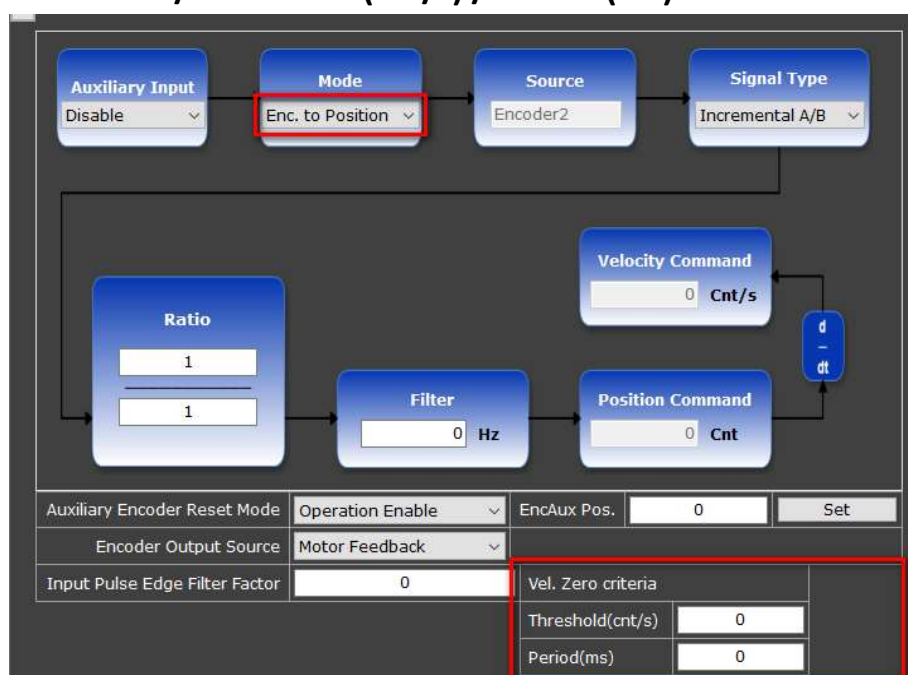 Auxiliary Input
Disable
Mode
Enc. to Position
Source
Encoder2
Signal Type
Incremental A/B
Velocity Command
0 Cnt/s
d
dt
Ratio
1
1
Filter
0 Hz
Position Command
0 Cnt
Auxiliary Encoder Reset Mode Operation Enable EncAux Pos. 0 Set
Encoder Output Source Motor Feedback
Input Pulse Edge Filter Factor 0 Vel. Zero criteria
Threshold(cnt/s) 0
Period(ms) 0